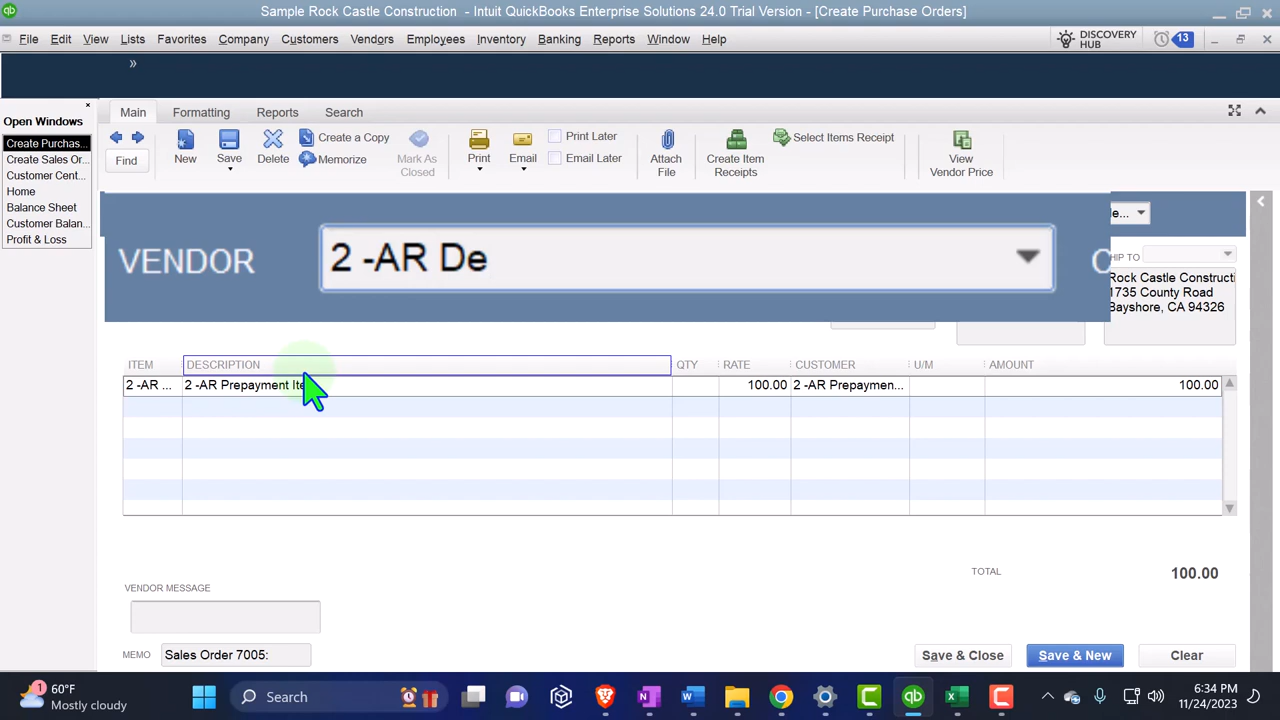 Sample Rock Castle Construction - Intuit QuickBooks Enterprise Solutions 24.0 Trial Version - [Create Purchase Orders]
File Edit View Lists Favorites Company Customers Vendors Employees Inventory Banking Reports Window Help
DISCOVERY HUB
13
»
Open Windows
Create Purchas...
Create Sales Or...
Customer Cent...
Home
Balance Sheet
Customer Balan...
Profit & Loss
Main Formatting Reports Search
Find
New
Save
Delete
Create a Copy
Memorize
Mark As Closed
Print
Email
Print Later
Email Later
Attach File
Create Item Receipts
Select Items Receipt
View Vendor Price
VENDOR 2 -AR De
e...
HIP TO
Rock Castle Constructi
1735 County Road
Bayshore, CA 94326
ITEM DESCRIPTION QTY RATE CUSTOMER U/M AMOUNT
2 -AR ... 2 -AR Prepayment Ite 100.00 2 -AR Prepaymen... 100.00
TOTAL 100.00
VENDOR MESSAGE
MEMO Sales Order 7005:
Save & Close Save & New Clear
1
60°F
Mostly cloudy
Search
6:34 PM
11/24/2023